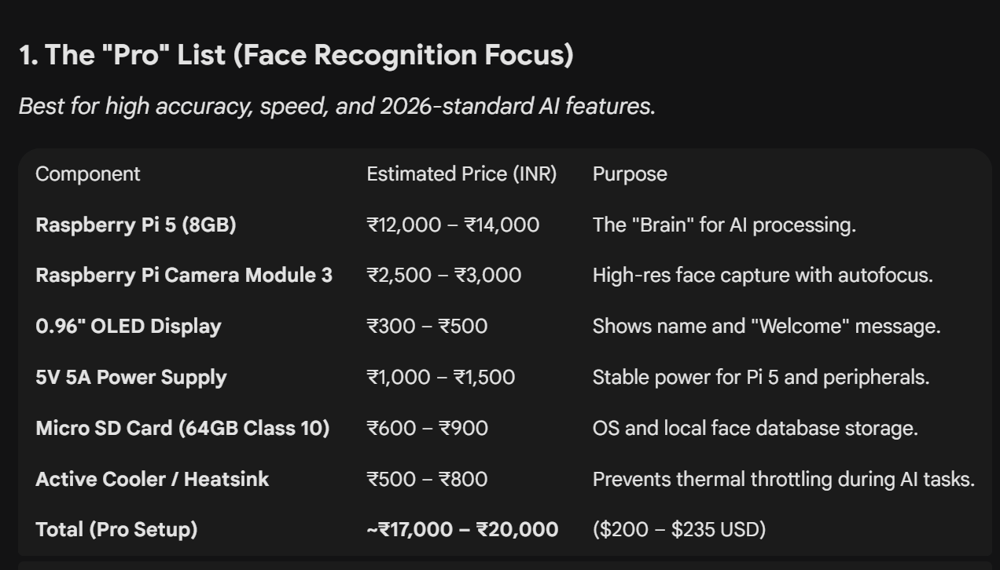 1. The "Pro" List (Face Recognition Focus)
Best for high accuracy, speed, and 2026-standard AI features.
Component Estimated Price (INR) Purpose
Raspberry Pi 5 (8GB) ₹12,000 – ₹14,000 The "Brain" for AI processing.
Raspberry Pi Camera Module 3 ₹2,500 – ₹3,000 High-res face capture with autofocus.
0.96" OLED Display ₹300 – ₹500 Shows name and "Welcome" message.
5V 5A Power Supply ₹1,000 – ₹1,500 Stable power for Pi 5 and peripherals.
Micro SD Card (64GB Class 10) ₹600 – ₹900 OS and local face database storage.
Active Cooler / Heatsink ₹500 – ₹800 Prevents thermal throttling during AI tasks.
Total (Pro Setup) ~₹17,000 – ₹20,000 ($200 – $235 USD)